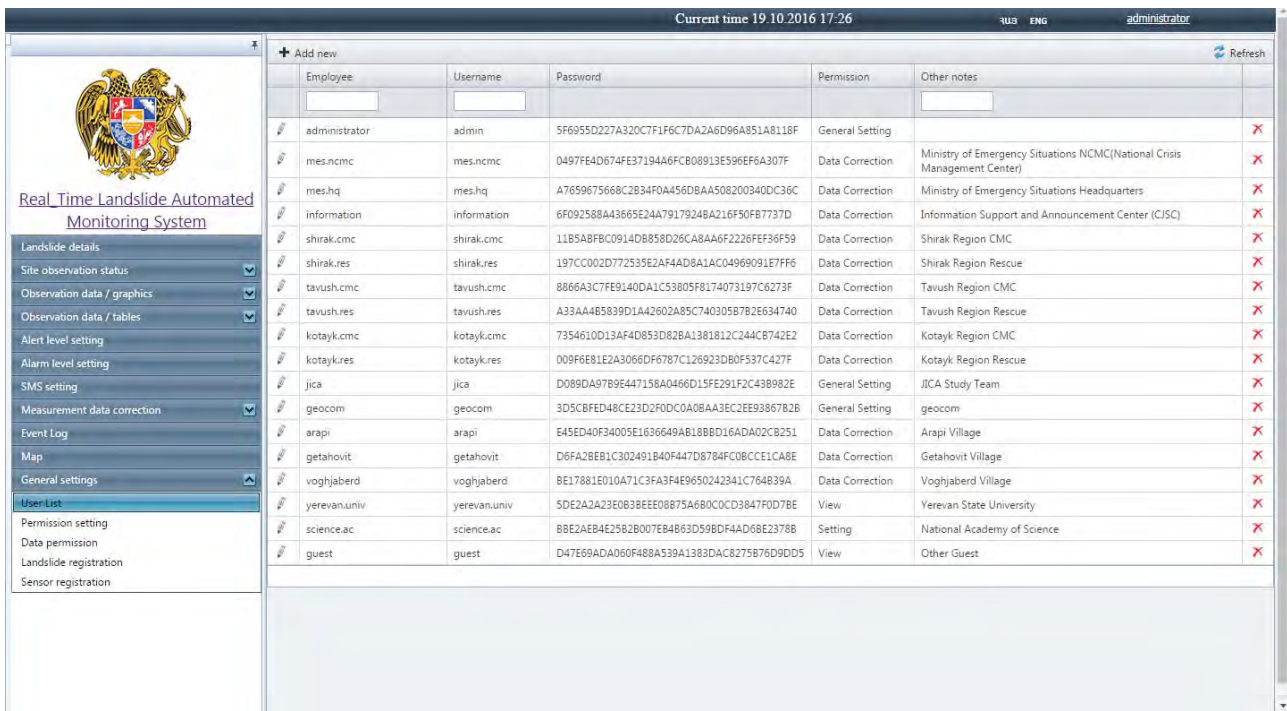 Current time 19.10.2016 17:26
ՀԱՅ ENG
administrator
Real_Time Landslide Automated
Monitoring System
Landslide details
Site observation status
Observation data / graphics
Observation data / tables
Alert level setting
Alarm level setting
SMS setting
Measurement data correction
Event Log
Map
General settings
User List
Permission setting
Data permission
Landslide registration
Sensor registration
Add new Refresh
Employee Username Password Permission Other notes
administrator admin 5F6955D227A320C7F1F6C7DA2A6D96A851A8118F General Setting
mes.ncmc mes.ncmc 0497FE4D674FE37194A6FCB08913E596EF6A307F Data Correction Ministry of Emergency Situations NCMC(National Crisis
Management Center)
mes.hq mes.hq A7659675668C2B34F0A456DBAA508200340DC36C Data Correction Ministry of Emergency Situations Headquarters
information information 6F092588A43665E24A7917924BA216F50FB7737D Data Correction Information Support and Announcement Center (CJSC)
shirak.cmc shirak.cmc 11B5ABFBC0914DB858D26CA8AA6F2226FEF36F59 Data Correction Shirak Region CMC
shirak.res shirak.res 197CC002D772535E2AF4AD8A1AC04969091E7FF6 Data Correction Shirak Region Rescue
tavush.cmc tavush.cmc 8866A3C7FE9140DA1C53805F8174073197C6273F Data Correction Tavush Region CMC
tavush.res tavush.res A33AA4B5839D1A42602A85C740305B7B2E634740 Data Correction Tavush Region Rescue
kotayk.cmc kotayk.cmc 7354610D13AF4D853D82BA1381812C244CB742E2 Data Correction Kotayk Region CMC
kotayk.res kotayk.res 009F6E81E2A3066DF6787C126923DB0F537C427F Data Correction Kotayk Region Rescue
jica jica D089DA97B9E447158A0466D15FE291F2C43B982E General Setting JICA Study Team
geocom geocom 3D5CBFED48CE23D2F0DC0A0BAA3EC2EE93867B2B General Setting geocom
arapi arapi E45ED40F34005E1636649AB18BBD16ADA02CB251 Data Correction Arapi Village
getahovit getahovit D6FA2BEB1C302491B40F447D8784FC0BCCE1CA8E Data Correction Getahovit Village
voghjaberd voghjaberd BE17881E010A71C3FA3F4E9650242341C764B39A Data Correction Voghjaberd Village
yerevan.univ yerevan.univ 5DE2A2A23E0B3BEEE08B75A6B0C0CD3847F0D7BE View Yerevan State University
science.ac science.ac BBE2AEB4E25B2B007EB4B63D59BDF4AD6BE2378B Setting National Academy of Science
guest guest D47E69ADA060F488A539A1383DAC8275B76D9DD5 View Other Guest